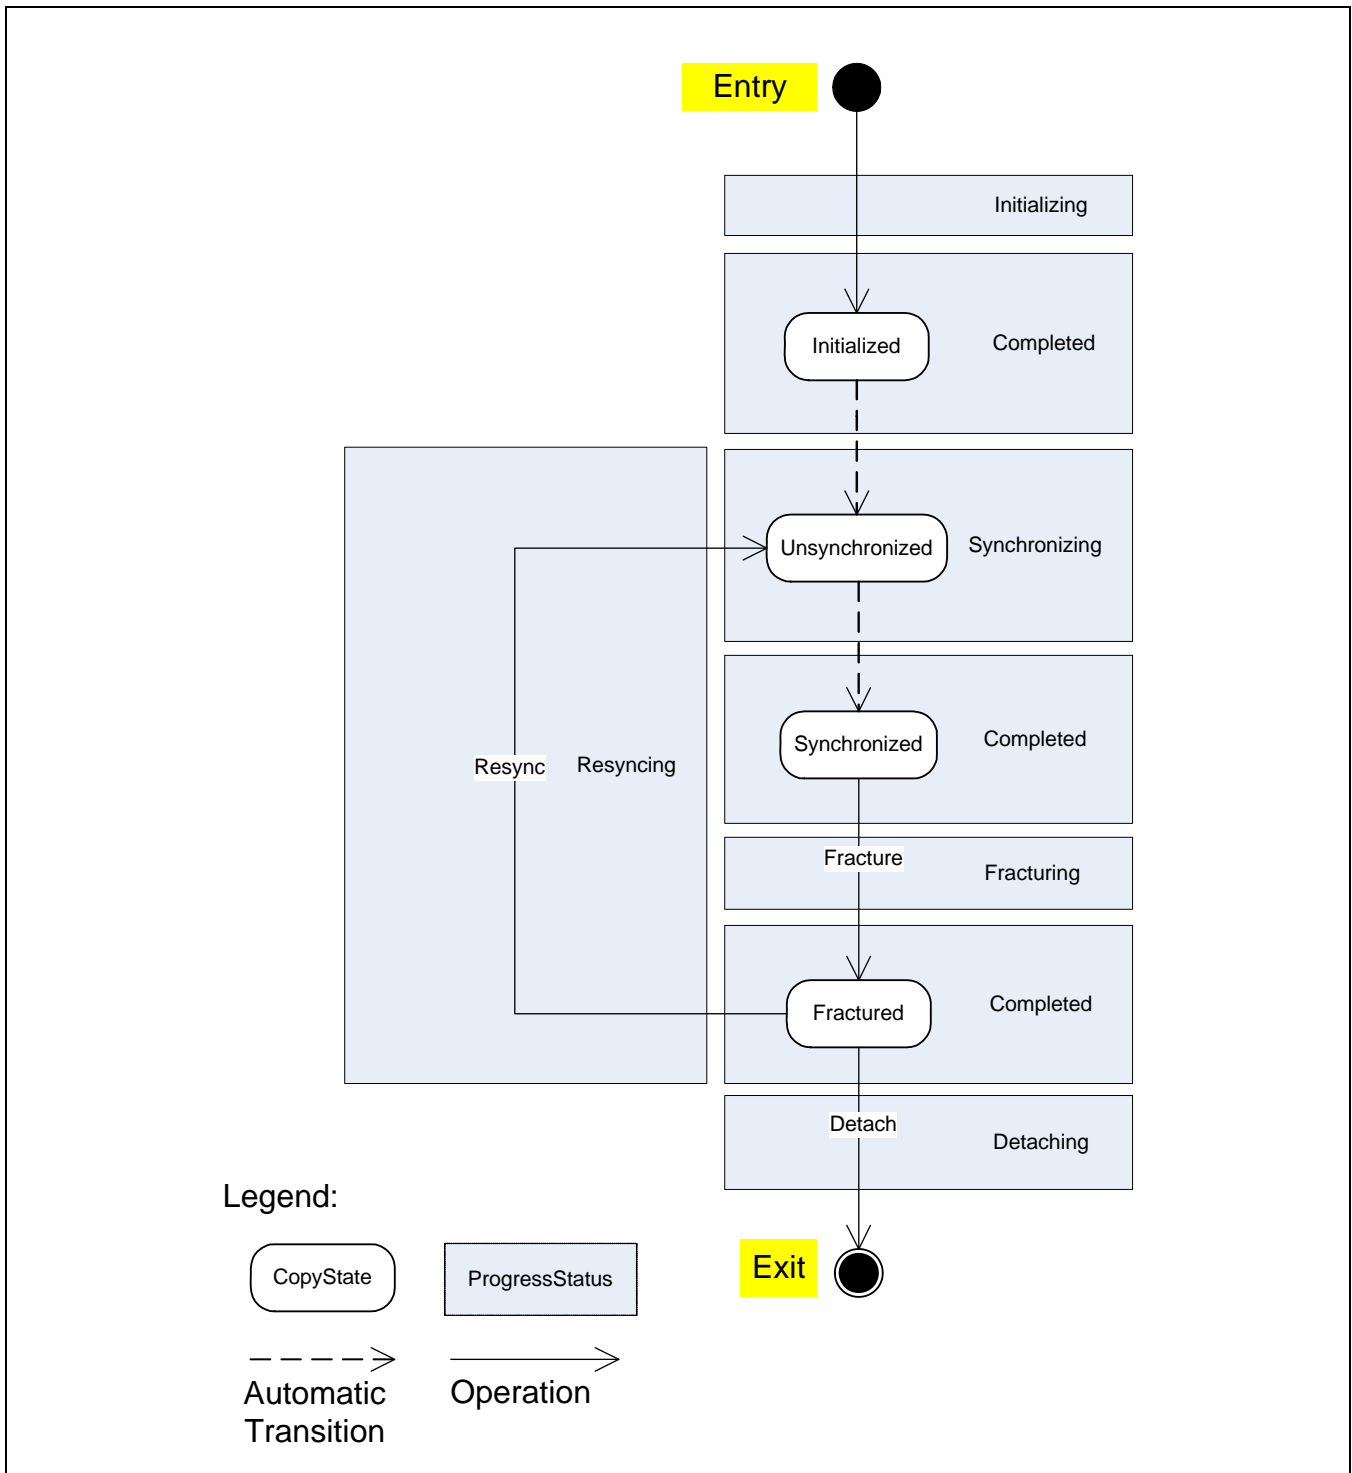 Entry
Initializing
Initialized
Completed
Unsynchronized
Synchronizing
Synchronized
Completed
Resync
Resyncing
Fracture
Fracturing
Fractured
Completed
Detach
Detaching
Legend:
Exit
CopyState
ProgressStatus
Automatic
Transition
Operation